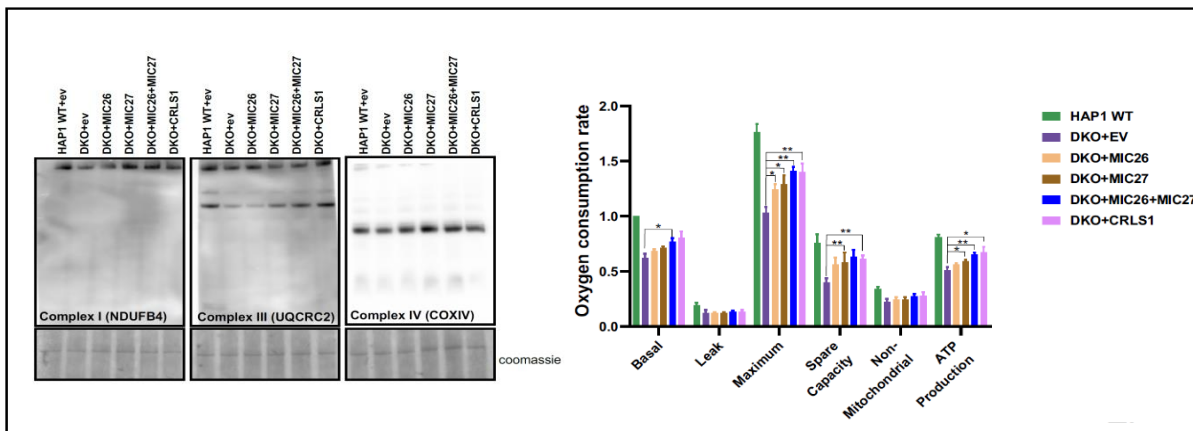 HAP1 WT+ev
DKO+ev
DKO+MIC26
DKO+MIC27
DKO+MIC26+MIC27
DKO+CRLS1
HAP1 WT+ev
DKO+ev
DKO+MIC26
DKO+MIC27
DKO+MIC26+MIC27
DKO+CRLS1
HAP1 WT+ev
DKO+ev
DKO+MIC26
DKO+MIC27
DKO+MIC26+MIC27
DKO+CRLS1
Complex I (NDUFB4)
Complex III (UQCRC2)
Complex IV (COXIV)
coomassie
Oxygen consumption rate
2.0
1.5
1.0
0.5
0.0
*
**
**
*
*
**
**
*
**
*
Basal
Leak
Maximum
Spare
Capacity
Non-
Mitochondrial
ATP
Production
HAP1 WT
DKO+EV
DKO+MIC26
DKO+MIC27
DKO+MIC26+MIC27
DKO+CRLS1